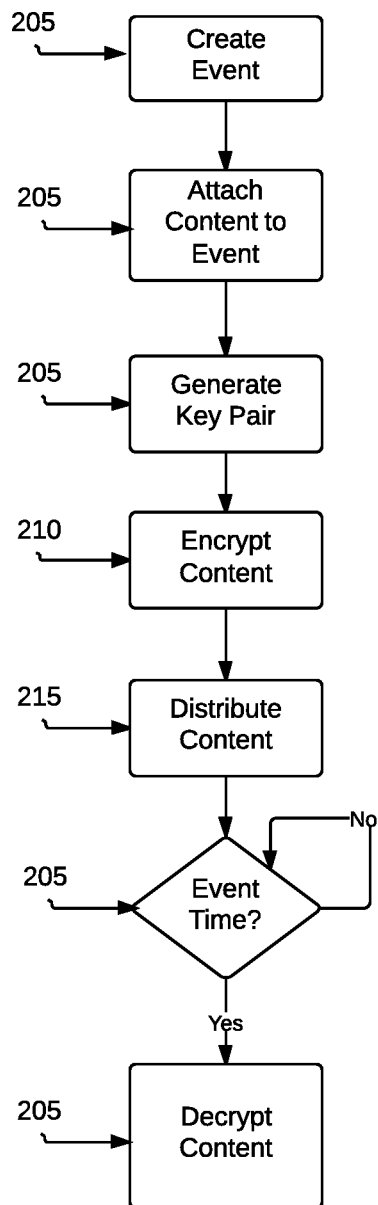 205
Create
Event
205
Attach
Content to
Event
205
Generate
Key Pair
210
Encrypt
Content
215
Distribute
Content
No
205
Event
Time?
Yes
205
Decrypt
Content